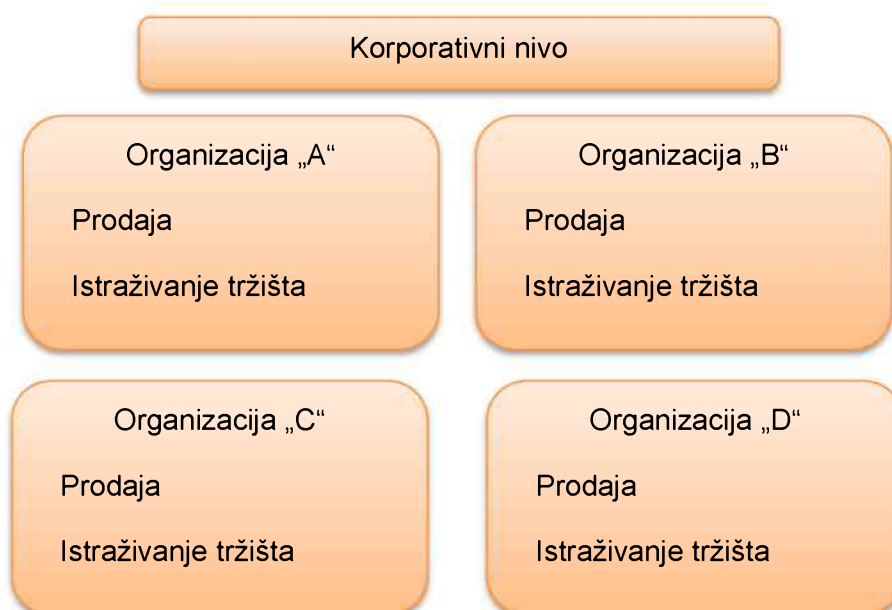 Korporativni nivo
Organizacija „A“
Prodaja
Istraživanje tržišta
Organizacija „B“
Prodaja
Istraživanje tržišta
Organizacija „C“
Prodaja
Istraživanje tržišta
Organizacija „D“
Prodaja
Istraživanje tržišta